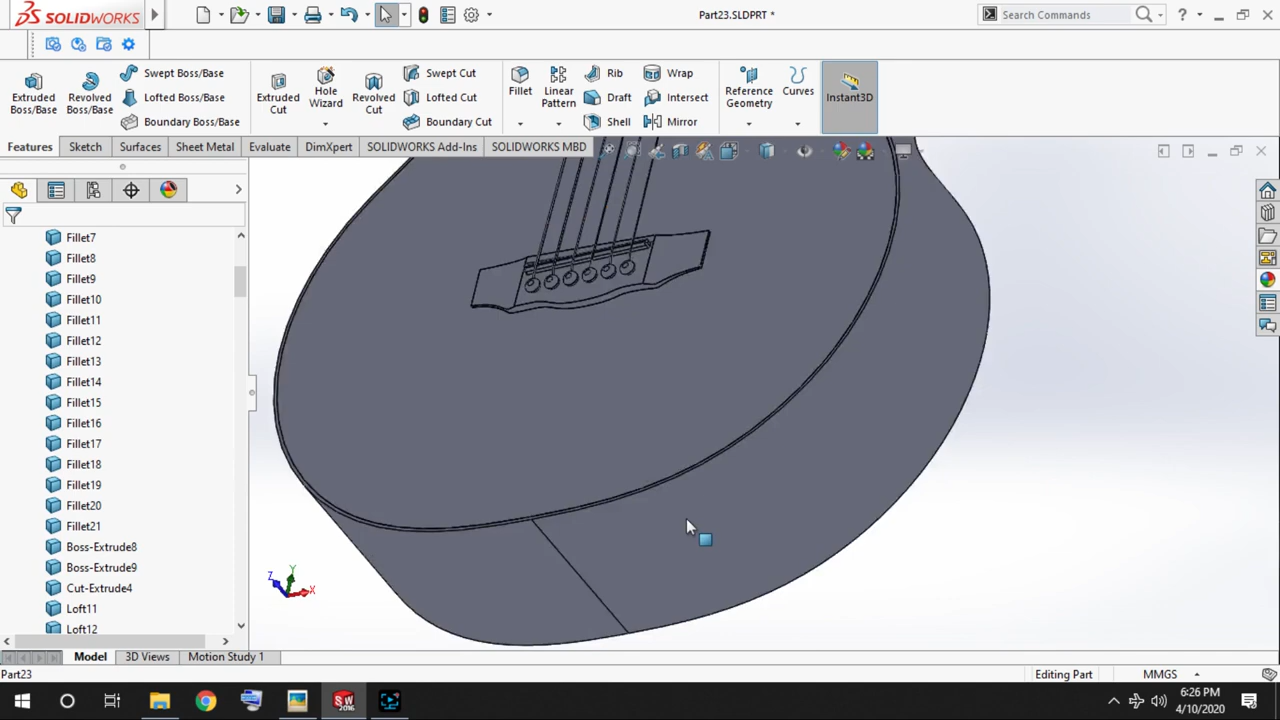 SOLIDWORKS
Part23.SLDPRT *
Search Commands
?
Extruded Boss/Base
Revolved Boss/Base
Swept Boss/Base
Lofted Boss/Base
Boundary Boss/Base
Extruded Cut
Hole Wizard
Revolved Cut
Swept Cut
Lofted Cut
Boundary Cut
Fillet
Linear Pattern
Rib
Draft
Shell
Wrap
Intersect
Mirror
Reference Geometry
Curves
Instant3D
Features
Sketch
Surfaces
Sheet Metal
Evaluate
DimXpert
SOLIDWORKS Add-Ins
SOLIDWORKS MBD
Fillet7
Fillet8
Fillet9
Fillet10
Fillet11
Fillet12
Fillet13
Fillet14
Fillet15
Fillet16
Fillet17
Fillet18
Fillet19
Fillet20
Fillet21
Boss-Extrude8
Boss-Extrude9
Cut-Extrude4
Loft11
Loft12
Z Y X
Model
3D Views
Motion Study 1
Part23
Editing Part
MMGS
SW
2016
6:26 PM
4/10/2020